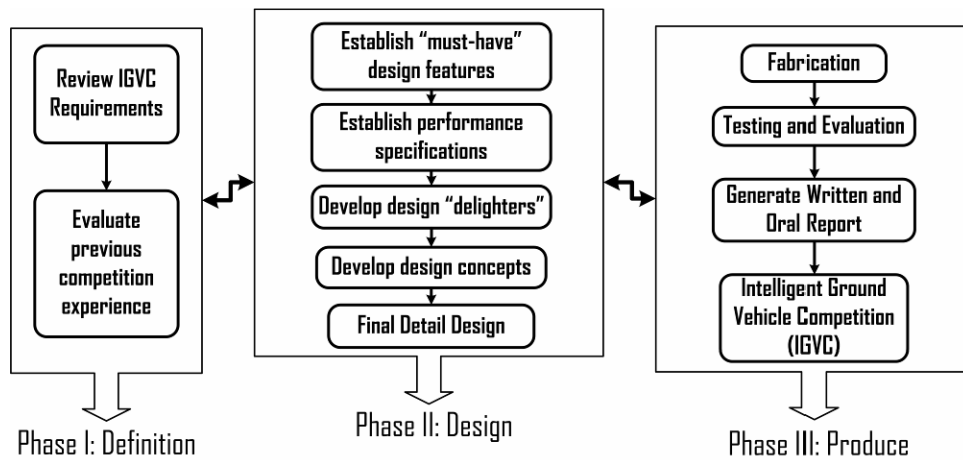 Review IGVC
Requirements
Evaluate
previous
competition
experience
Phase I: Definition
Establish “must-have”
design features
Establish performance
specifications
Develop design “delighters”
Develop design concepts
Final Detail Design
Phase II: Design
Fabrication
Testing and Evaluation
Generate Written and
Oral Report
Intelligent Ground
Vehicle Competition
(IGVC)
Phase III: Produce